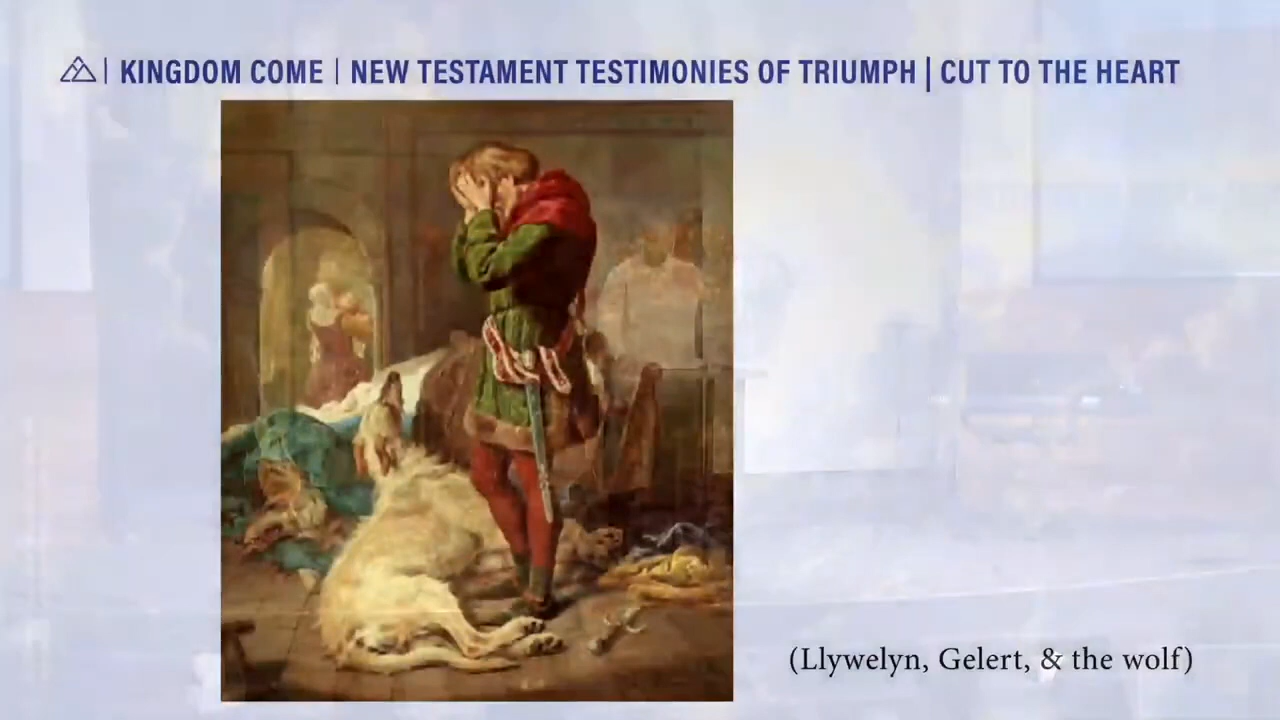 KINGDOM COME | NEW TESTAMENT TESTIMONIES OF TRIUMPH | CUT TO THE HEART
(Llywelyn, Gelert, & the wolf)